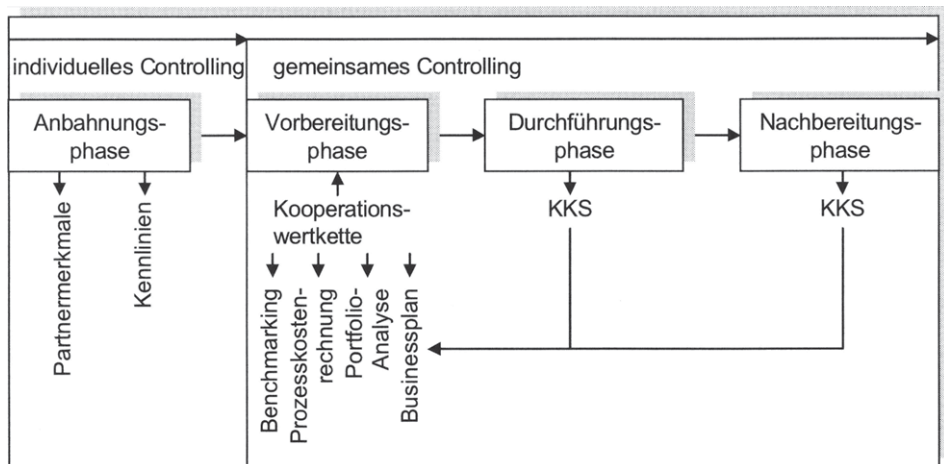 individuelles Controlling
gemeinsames Controlling
Anbahnungs-
phase
Vorbereitungs-
phase
Durchführungs-
phase
Nachbereitungs-
phase
Partnermerkmale
Kennlinien
Kooperations-
wertkette
KKS
KKS
Benchmarking
Prozesskosten-
rechnung
Portfolio-
Analyse
Businessplan